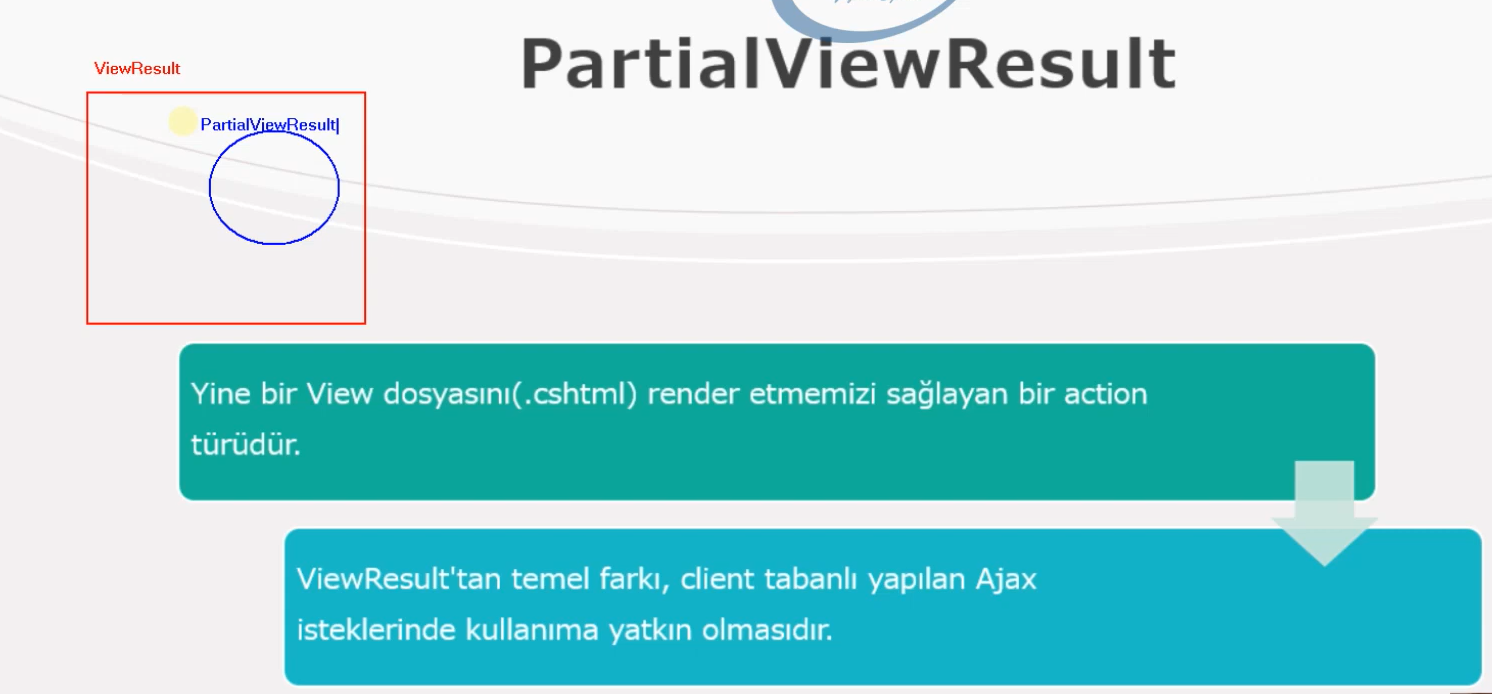 PartialViewResult
ViewResult
PartialViewResult
Yine bir View dosyasını(.cshtml) render etmemizi sağlayan bir action
türüdür.
ViewResult'tan temel farkı, client tabanlı yapılan Ajax
isteklerinde kullanıma yatkın olmasıdır.